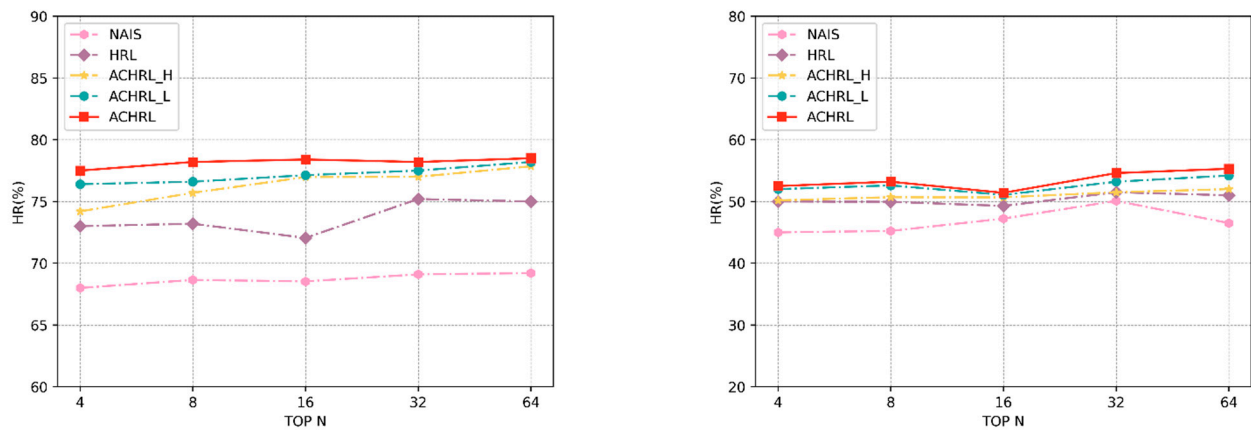 90
85
80
75
70
65
60
HR(%)
NAIS
HRL
ACHRL_H
ACHRL_L
ACHRL
4 8 16 32 64
TOP N
80
70
60
50
40
30
20
HR(%)
NAIS
HRL
ACHRL_H
ACHRL_L
ACHRL
4 8 16 32 64
TOP N